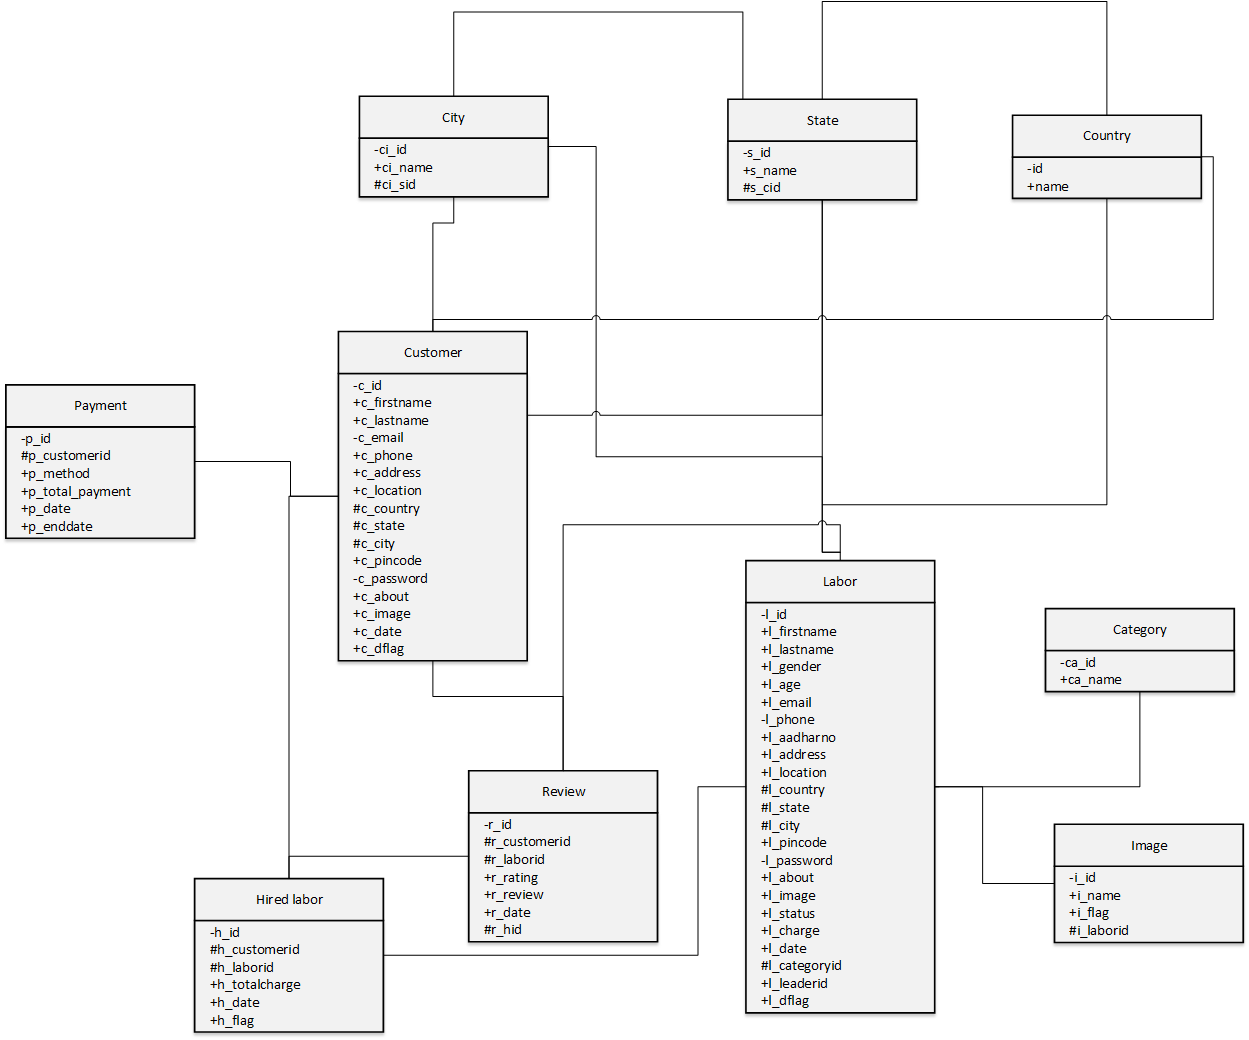 City
-ci_id
+ci_name
#ci_sid
State
-s_id
+s_name
#s_cid
Country
-id
+name
Customer
-c_id
+c_firstname
+c_lastname
-c_email
+c_phone
+c_address
+c_location
#c_country
#c_state
#c_city
+c_pincode
-c_password
+c_about
+c_image
+c_date
+c_dflag
Payment
-p_id
#p_customerid
+p_method
+p_total_payment
+p_date
+p_enddate
Labor
-l_id
+l_firstname
+l_lastname
+l_gender
+l_age
+l_email
-l_phone
+l_aadharno
+l_address
+l_location
#l_country
#l_state
#l_city
+l_pincode
-l_password
+l_about
+l_image
+l_status
+l_charge
+l_date
#l_categoryid
+l_leaderid
+l_dflag
Category
-ca_id
+ca_name
Review
-r_id
#r_customerid
#r_laborid
+r_rating
+r_review
+r_date
#r_hid
Image
-i_id
+i_name
+i_flag
#i_laborid
Hired labor
-h_id
#h_customerid
#h_laborid
+h_totalcharge
+h_date
+h_flag